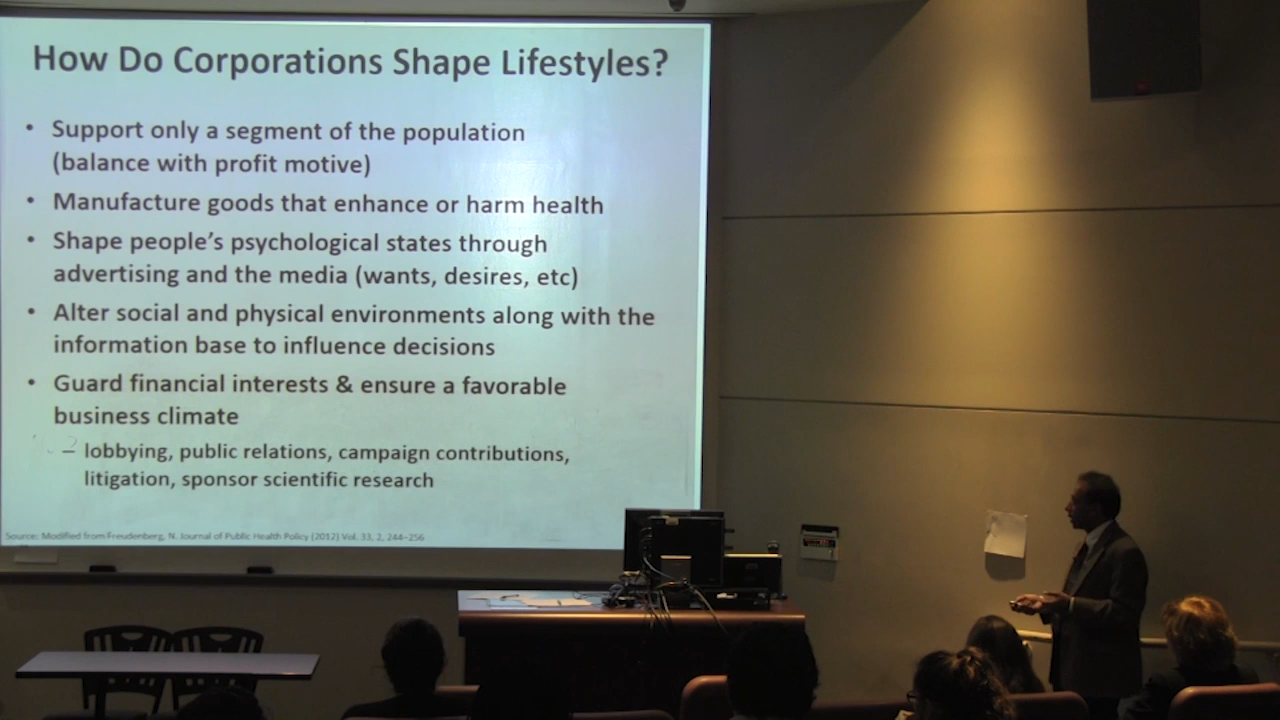 How Do Corporations Shape Lifestyles?
• Support only a segment of the population
(balance with profit motive)
• Manufacture goods that enhance or harm health
• Shape people's psychological states through
advertising and the media (wants, desires, etc)
• Alter social and physical environments along with the
information base to influence decisions
• Guard financial interests & ensure a favorable
business climate
– lobbying, public relations, campaign contributions,
litigation, sponsor scientific research
Source: Modified from Freudenberg, N. Journal of Public Health Policy (2012) Vol. 33, 2, 244–256